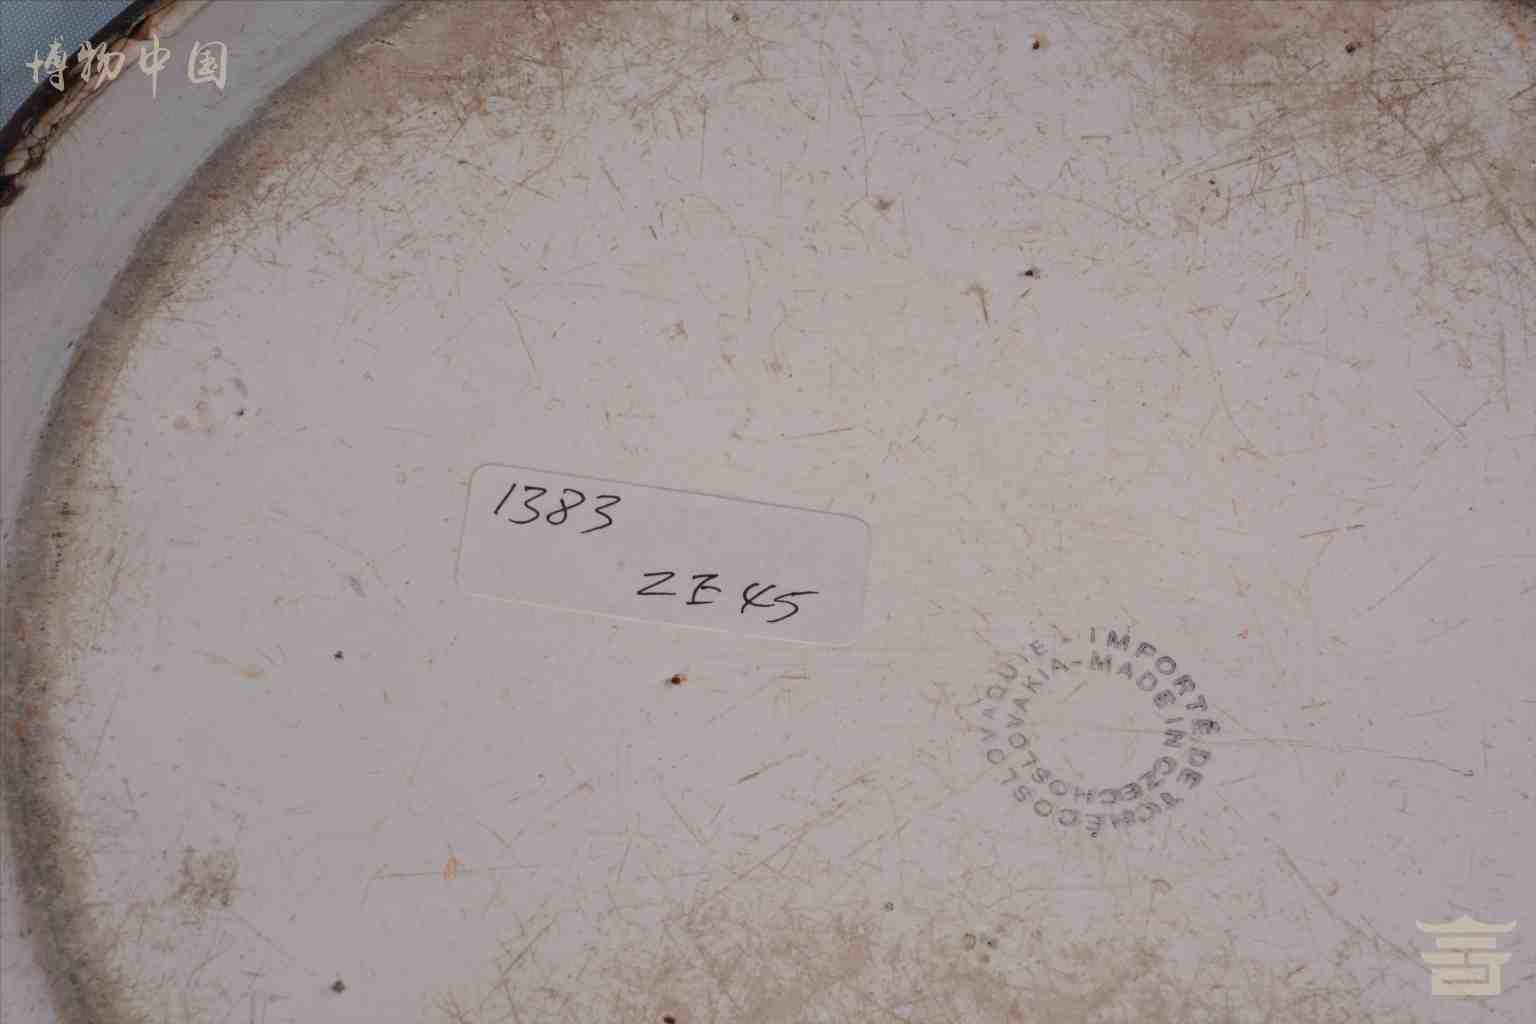 博物中国
1383
ZE45
IMPORTÉ DE TCHÉCOSLOVAQUIE.
MADE IN CZECHOSLOVAKIA-